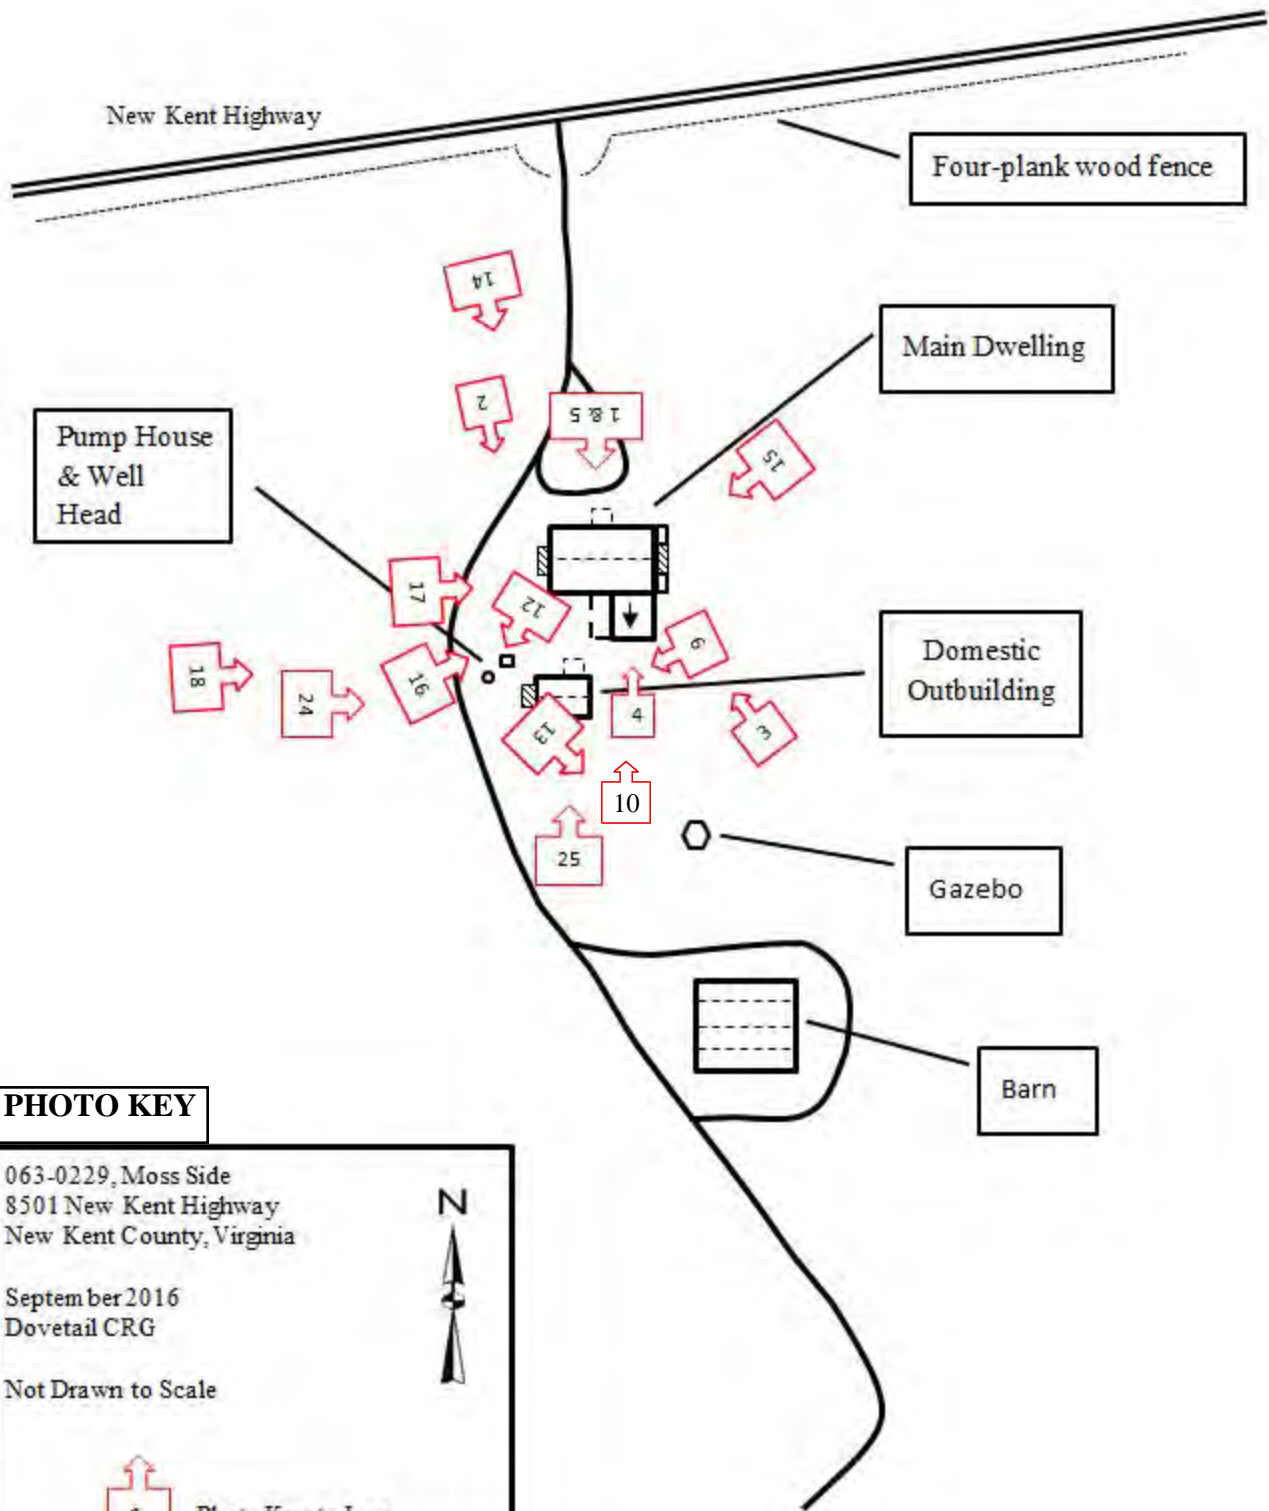 New Kent Highway
Four-plank wood fence
14
Main Dwelling
2
1 & 5
Pump House
& Well
Head
15
17
12
6
Domestic
Outbuilding
18
24
16
4
3
13
10
25
Gazebo
Barn
PHOTO KEY
063-0229, Moss Side
8501 New Kent Highway
New Kent County, Virginia
N
September 2016
Dovetail CRG
Not Drawn to Scale